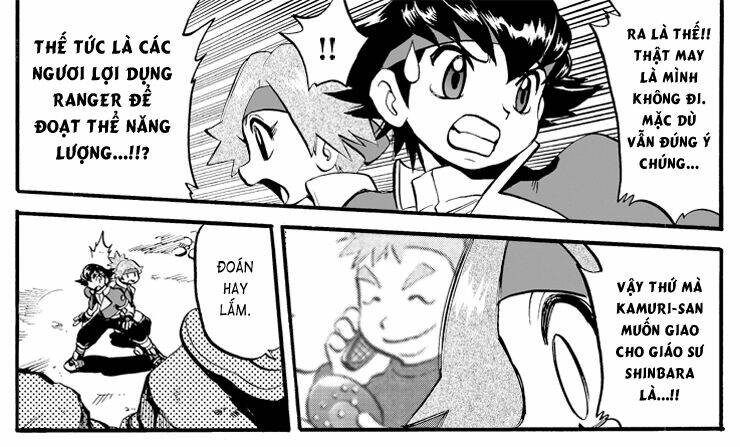 RA LÀ THẾ!!
THẬT MAY
LÀ MÌNH
KHÔNG ĐI.
MẶC DÙ
VẪN ĐÚNG Ý
CHÚNG...
!!
THẾ TỨC LÀ CÁC
NGƯƠI LỢI DỤNG
RANGER ĐỂ
ĐOẠT THỂ NĂNG
LƯỢNG...!!?
VẬY THỨ MÀ
KAMURI-SAN
MUỐN GIAO
CHO GIÁO SƯ
SHINBARA
LÀ...!!
ĐOÁN
HAY
LẮM.